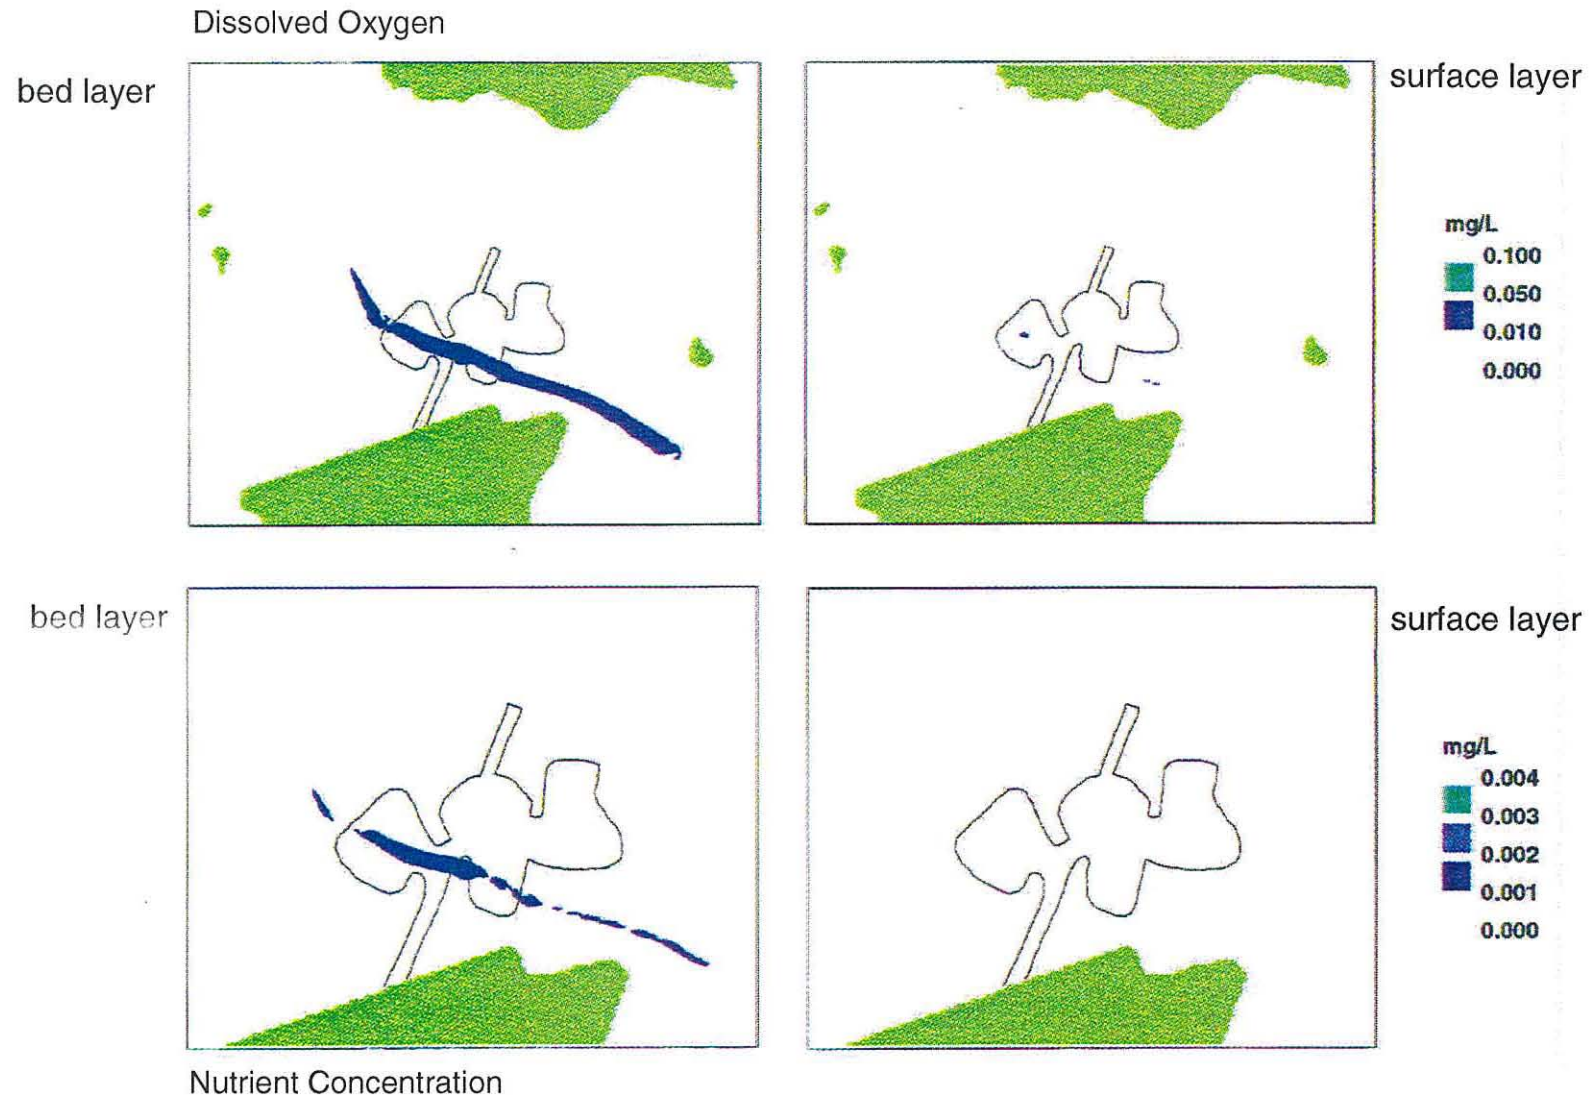 Dissolved Oxygen
bed layer
surface layer
mg/L
0.100
0.050
0.010
0.000
bed layer
surface layer
mg/L
0.004
0.003
0.002
0.001
0.000
Nutrient Concentration